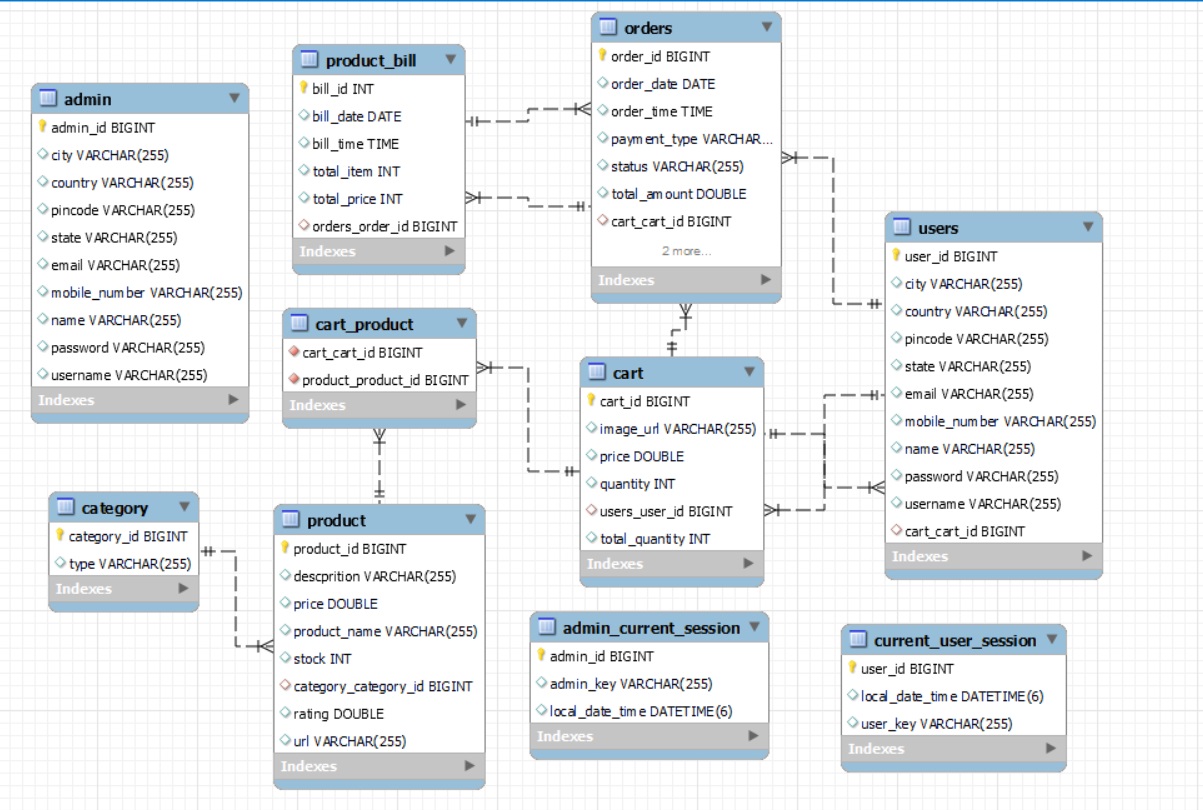 admin
admin_id BIGINT
city VARCHAR(255)
country VARCHAR(255)
pincode VARCHAR(255)
state VARCHAR(255)
email VARCHAR(255)
mobile_number VARCHAR(255)
name VARCHAR(255)
password VARCHAR(255)
username VARCHAR(255)
Indexes
product_bill
bill_id INT
bill_date DATE
bill_time TIME
total_item INT
total_price INT
orders_order_id BIGINT
Indexes
orders
order_id BIGINT
order_date DATE
order_time TIME
payment_type VARCHAR...
status VARCHAR(255)
total_amount DOUBLE
cart_cart_id BIGINT
2 more...
Indexes
users
user_id BIGINT
city VARCHAR(255)
country VARCHAR(255)
pincode VARCHAR(255)
state VARCHAR(255)
email VARCHAR(255)
mobile_number VARCHAR(255)
name VARCHAR(255)
password VARCHAR(255)
username VARCHAR(255)
cart_cart_id BIGINT
Indexes
cart_product
cart_cart_id BIGINT
product_product_id BIGINT
Indexes
cart
cart_id BIGINT
image_url VARCHAR(255)
price DOUBLE
quantity INT
users_user_id BIGINT
total_quantity INT
Indexes
category
category_id BIGINT
type VARCHAR(255)
Indexes
product
product_id BIGINT
descprition VARCHAR(255)
price DOUBLE
product_name VARCHAR(255)
stock INT
category_category_id BIGINT
rating DOUBLE
url VARCHAR(255)
Indexes
admin_current_session
admin_id BIGINT
admin_key VARCHAR(255)
local_date_time DATETIME(6)
Indexes
current_user_session
user_id BIGINT
local_date_time DATETIME(6)
user_key VARCHAR(255)
Indexes